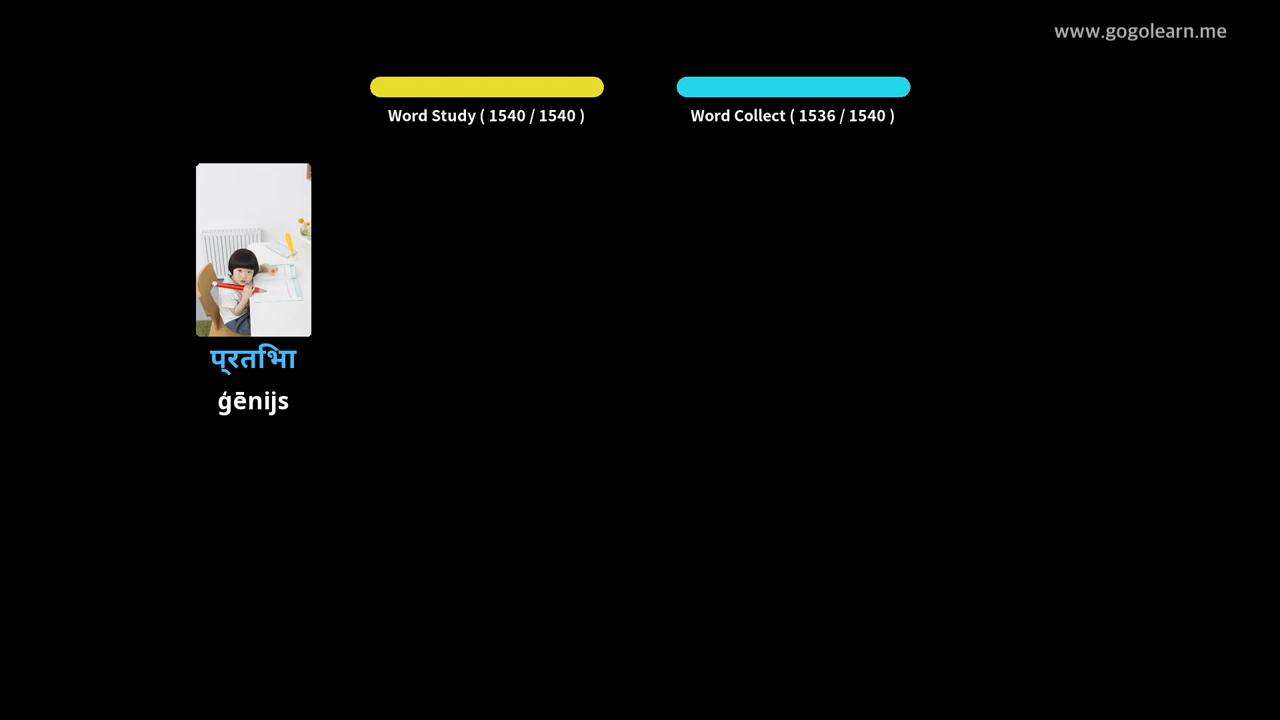 www.gogolearn.me
Word Study ( 1540 / 1540 )
Word Collect ( 1536 / 1540 )
प्रतिभा
ģēnijs